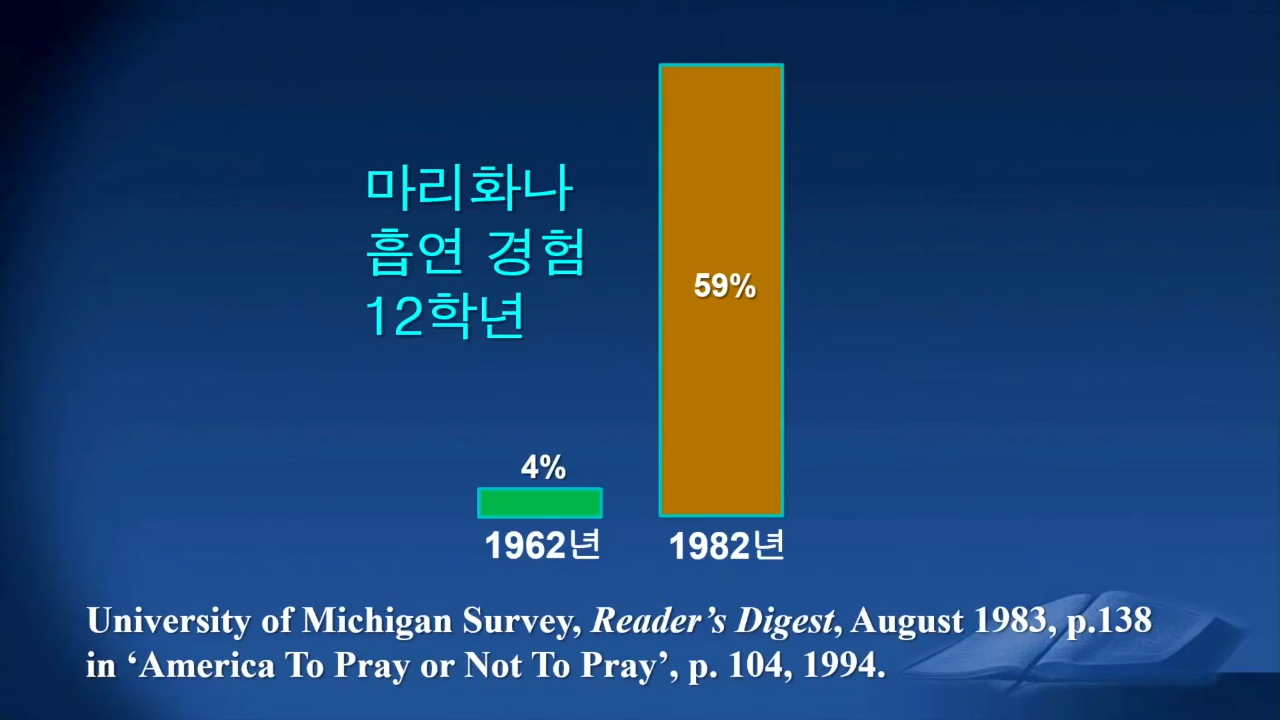 마리화나
흡연 경험
12학년
59%
4%
1962년
1982년
University of Michigan Survey, Reader’s Digest, August 1983, p.138
in ‘America To Pray or Not To Pray’, p. 104, 1994.